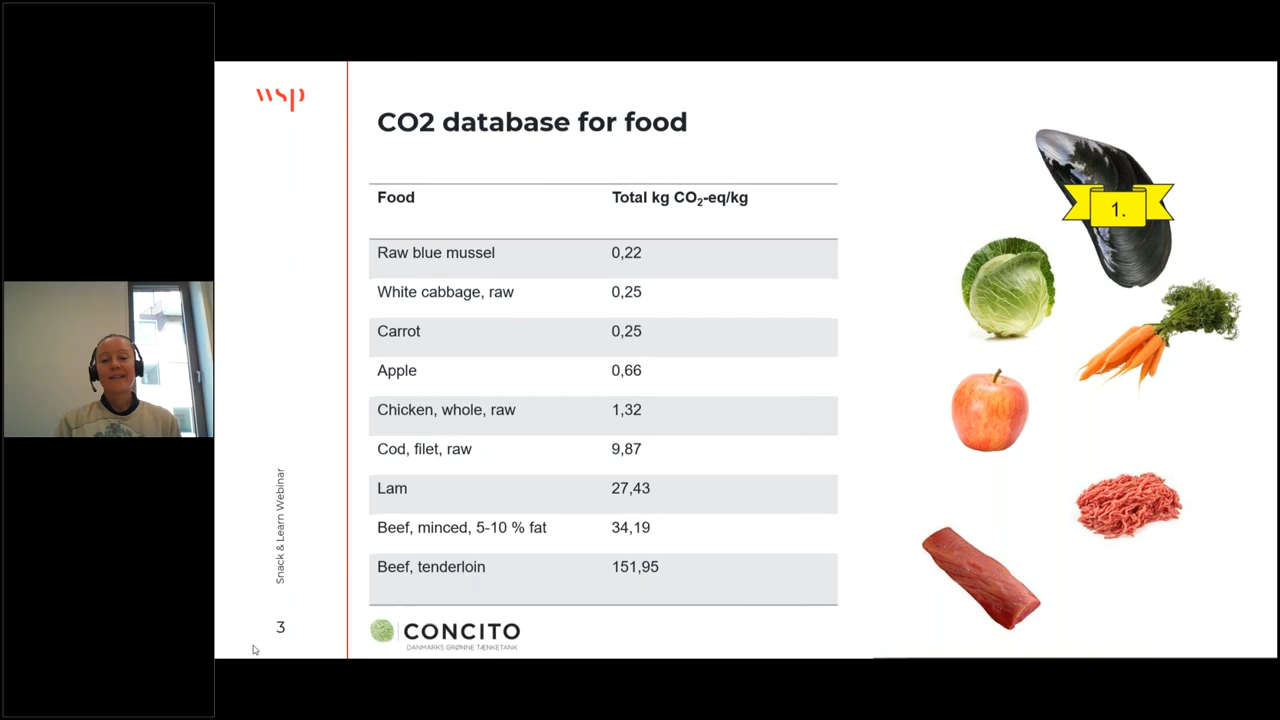 wsp
CO2 database for food
Food Total kg CO₂-eq/kg
Raw blue mussel 0,22
White cabbage, raw 0,25
Carrot 0,25
Apple 0,66
Chicken, whole, raw 1,32
Cod, filet, raw 9,87
Lam 27,43
Beef, minced, 5-10 % fat 34,19
Beef, tenderloin 151,95
1.
Snack & Learn Webinar
3
CONCITO
DANMARKS GRØNNE TÆNKETANK